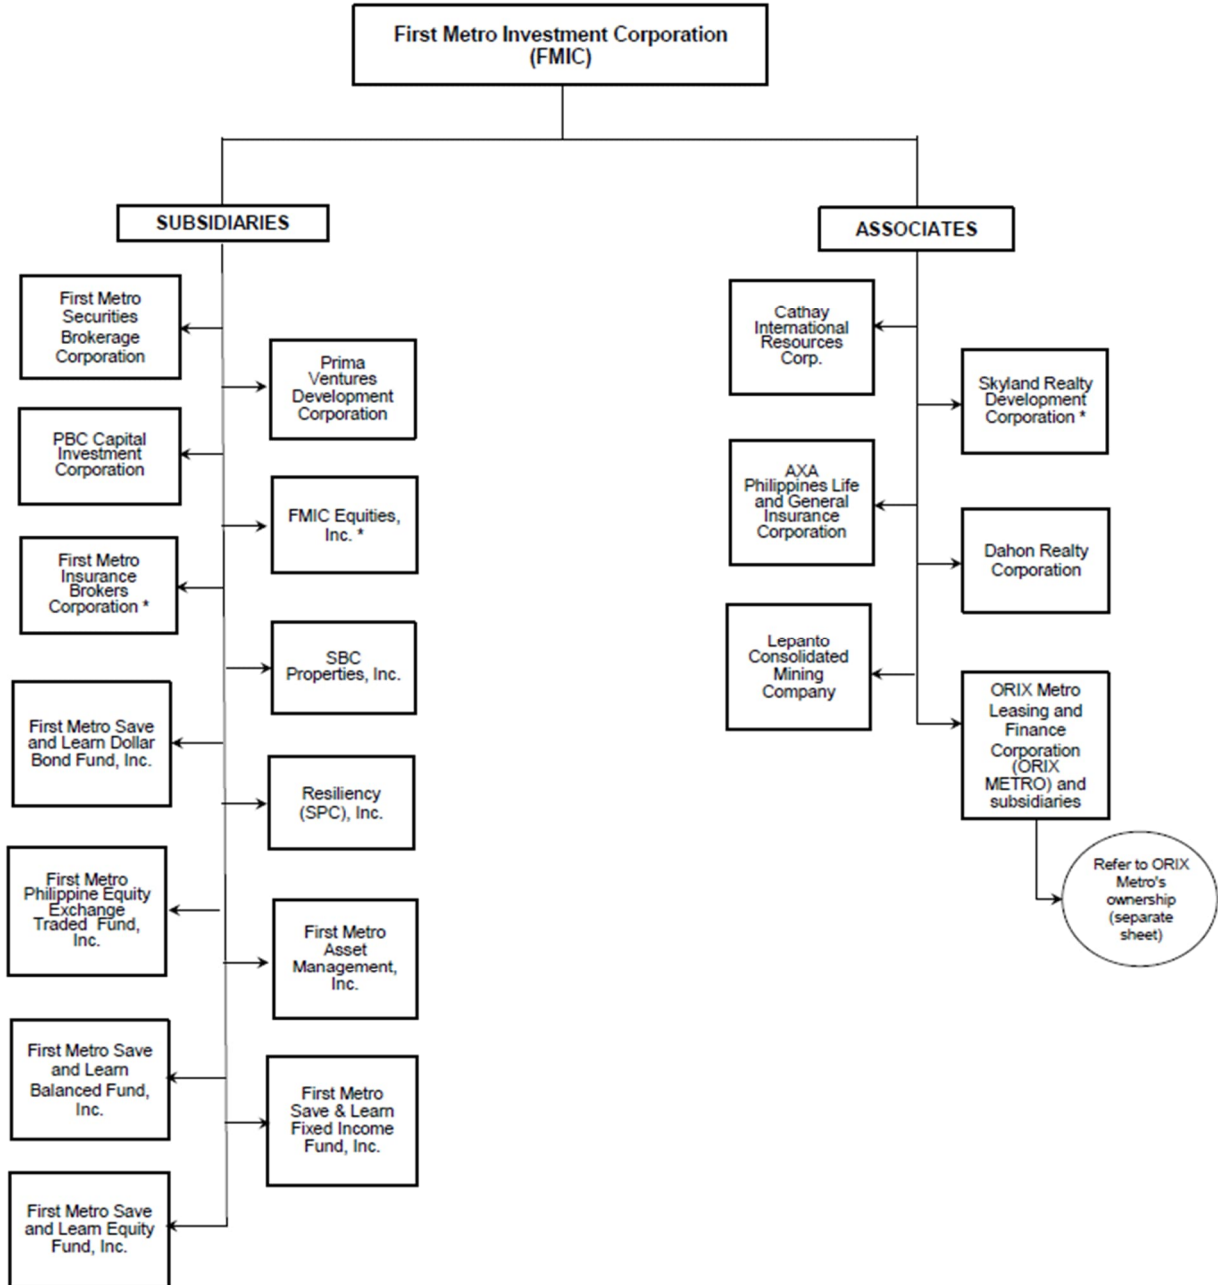 First Metro Investment Corporation
(FMIC)
SUBSIDIARIES
First Metro
Securities
Brokerage
Corporation
Prima
Ventures
Development
Corporation
PBC Capital
Investment
Corporation
FMIC Equities,
Inc. *
First Metro
Insurance
Brokers
Corporation *
SBC
Properties, Inc.
First Metro Save
and Learn Dollar
Bond Fund, Inc.
Resiliency
(SPC), Inc.
First Metro
Philippine Equity
Exchange
Traded Fund,
Inc.
First Metro
Asset
Management,
Inc.
First Metro Save
and Learn
Balanced Fund,
Inc.
First Metro
Save & Learn
Fixed Income
Fund, Inc.
First Metro Save
and Learn Equity
Fund, Inc.
ASSOCIATES
Cathay
International
Resources
Corp.
Skyland Realty
Development
Corporation *
AXA
Philippines Life
and General
Insurance
Corporation
Dahon Realty
Corporation
Lepanto
Consolidated
Mining
Company
ORIX Metro
Leasing and
Finance
Corporation
(ORIX
METRO) and
subsidiaries
Refer to ORIX
Metro's
ownership
(separate
sheet)